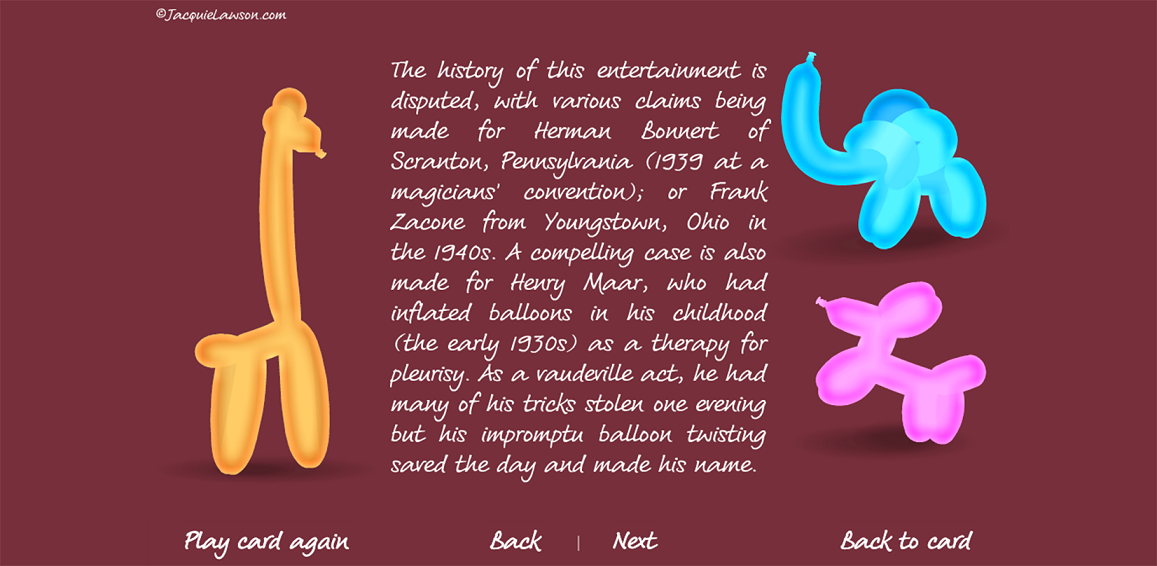 ©JacquieLawson.com
The history of this entertainment is
disputed, with various claims being
made for Herman Bonnert of
Scranton, Pennsylvania (1939 at a
magicians' convention); or Frank
Zacone from Youngstown, Ohio in
the 1940s. A compelling case is also
made for Henry Maar, who had
inflated balloons in his childhood
(the early 1930s) as a therapy for
pleurisy. As a vaudeville act, he had
many of his tricks stolen one evening
but his impromptu balloon twisting
saved the day and made his name.
Play card again Back | Next Back to card